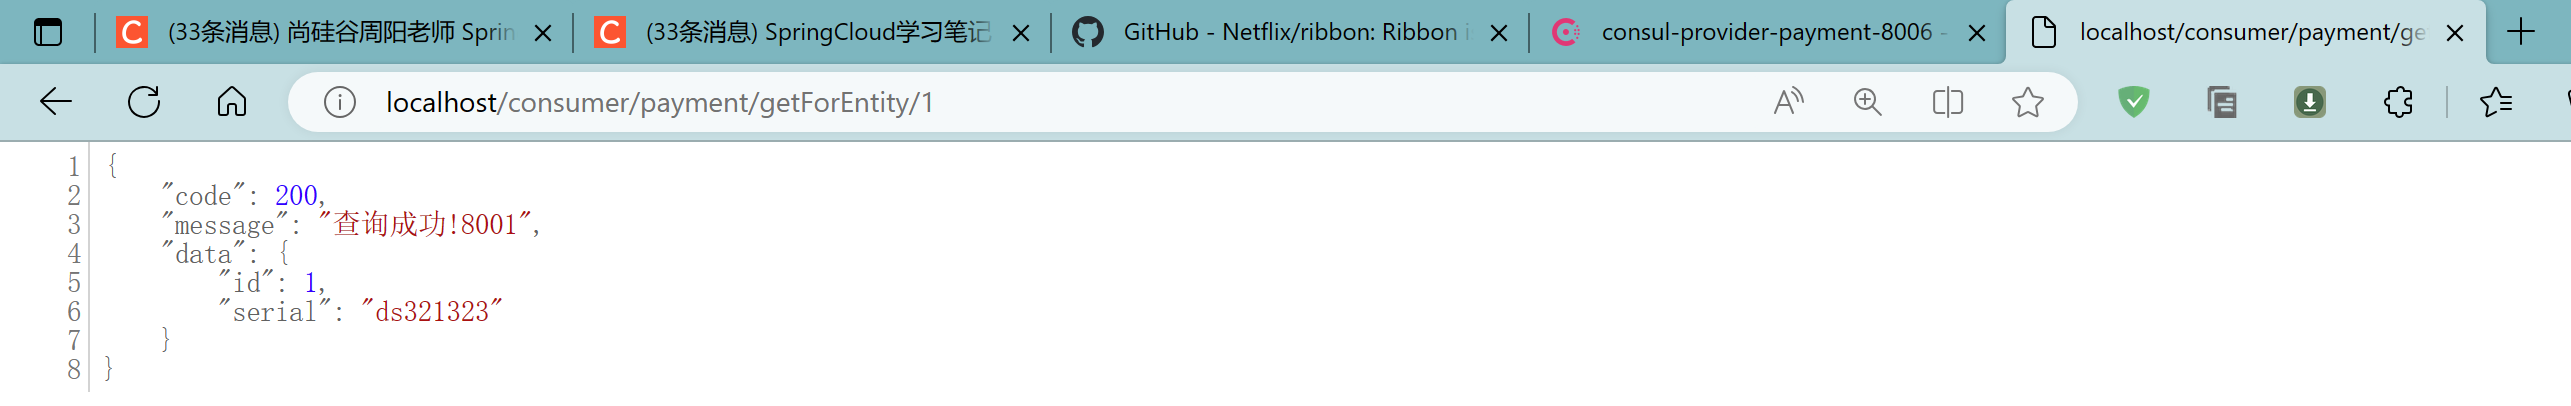 (33条消息) 尚硅谷周阳老师 Sprin
(33条消息) SpringCloud学习笔记
GitHub - Netflix/ribbon: Ribbon is
consul-provider-payment-8006 -
localhost/consumer/payment/ge
localhost/consumer/payment/getForEntity/1
1 {
2 "code": 200,
3 "message": "查询成功!8001",
4 "data": {
5 "id": 1,
6 "serial": "ds321323"
7 }
8 }